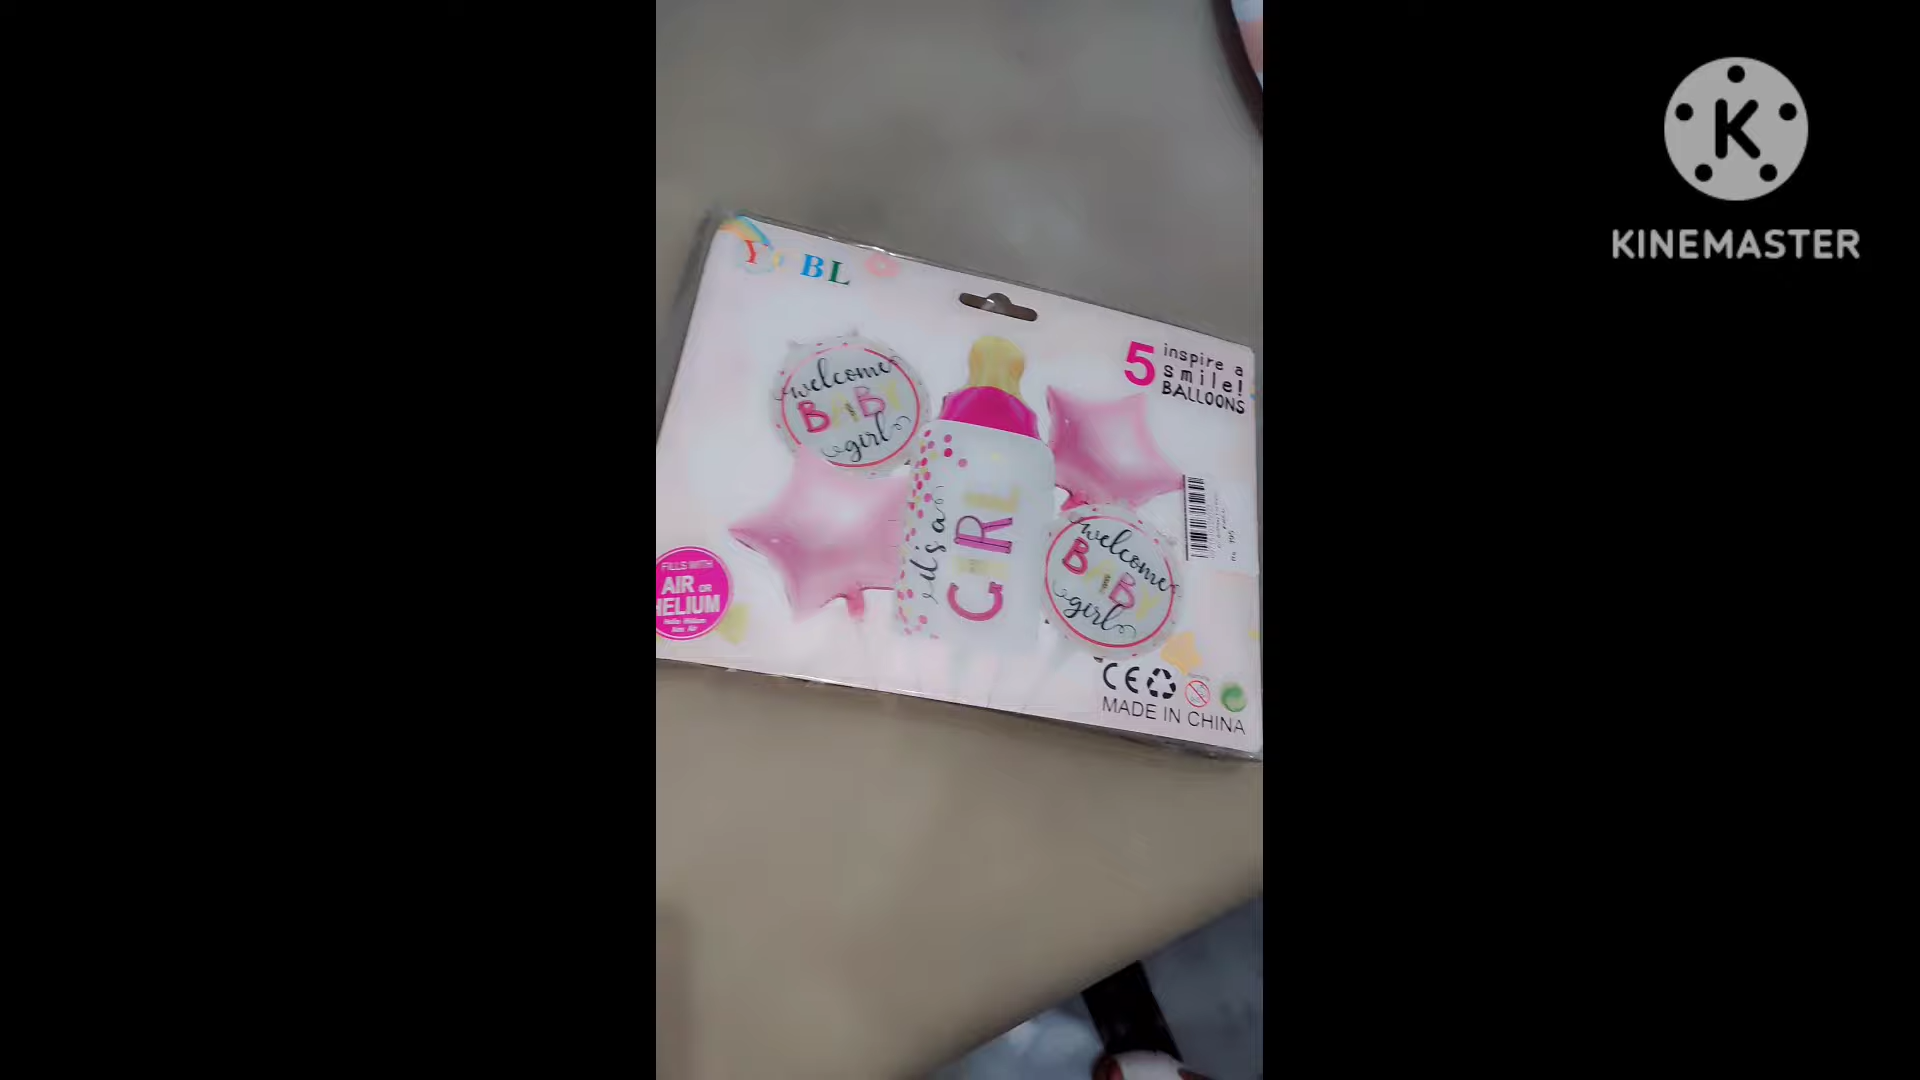 KINEMASTER
Y BL
5 inspire a
smile!
BALLOONS
welcome
BABY
girl
it's a
GIRL
welcome
BABY
girl
FILLS WITH
AIR OR
HELIUM
CE
MADE IN CHINA